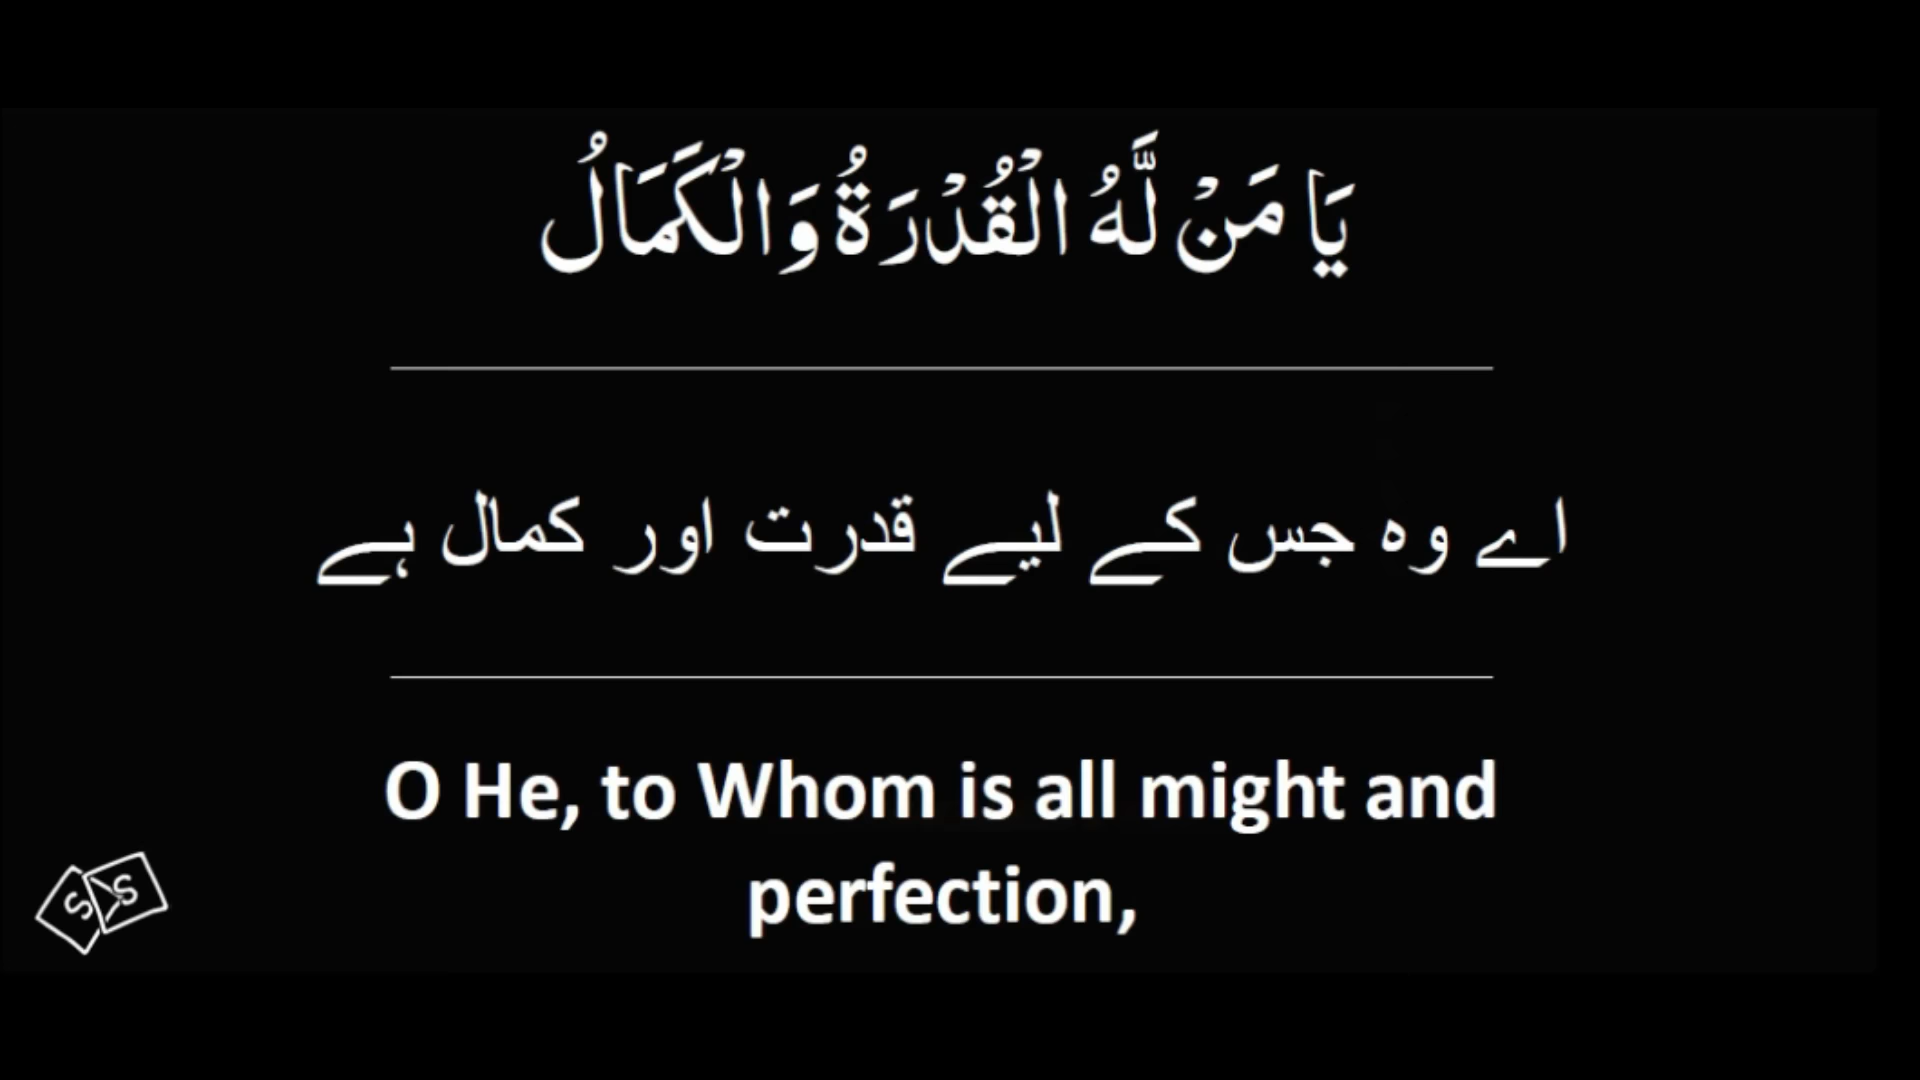 يَا مَنْ لَّهُ الْقُدْرَةُ وَالْكَمَالُ
اے وہ جس کے لیے قدرت اور کمال ہے
O He, to Whom is all might and
perfection,
S S